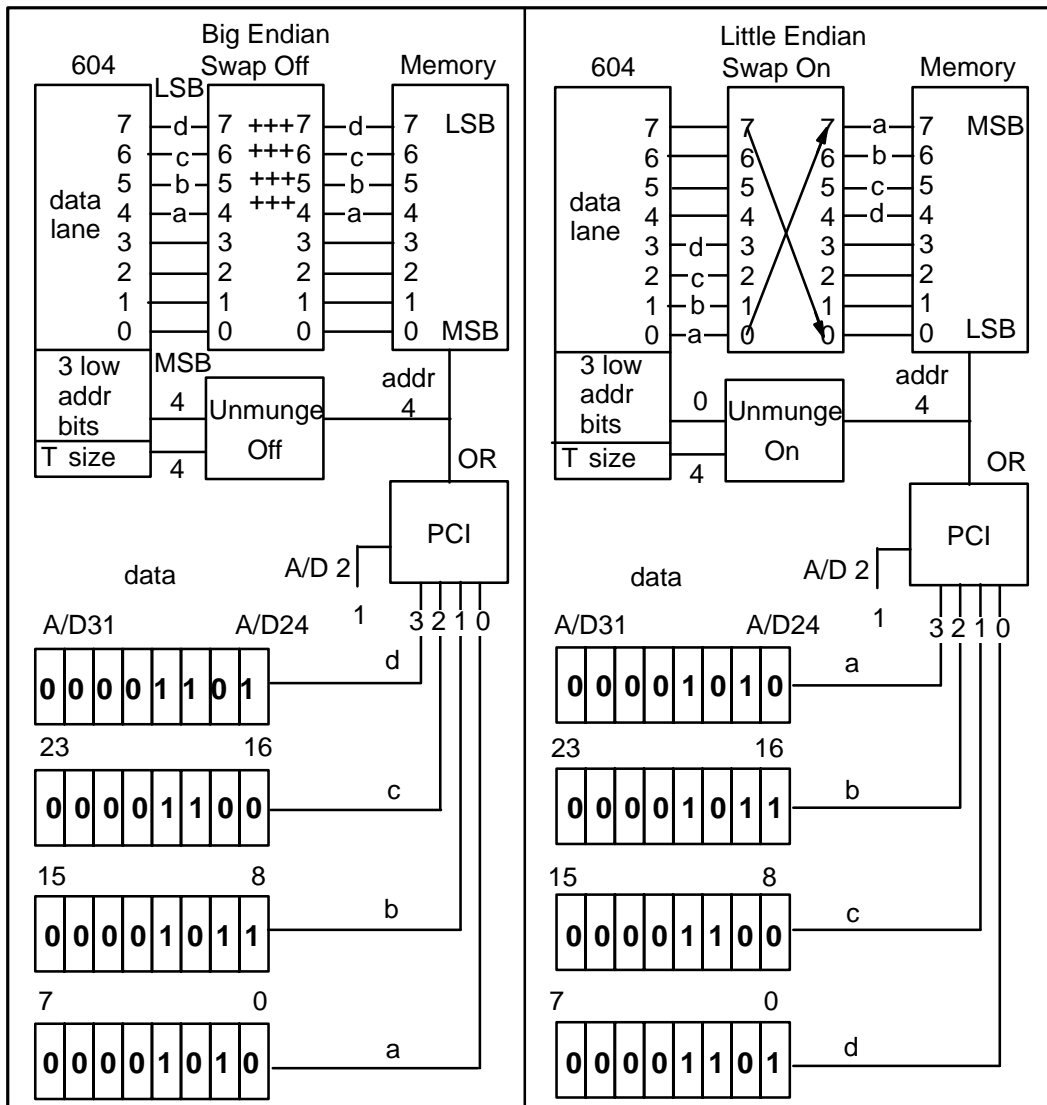 Big Endian
604 Swap Off Memory
LSB
7 d 7 +++ 7 d 7 LSB
6 c 6 +++ 6 c 6
data 5 b 5 +++ 5 b 5
lane 4 a 4 +++ 4 a 4
3 3 3 3
2 2 2 2
1 1 1 1
0 0 0 0 MSB
3 low MSB addr
addr 4 Unmunge 4
bits Off
T size 4
OR
PCI
A/D 2
data
1 3 2 1 0
A/D31 A/D24
d
0 0 0 0 1 1 0 1
23 16
c
0 0 0 0 1 1 0 0
15 8
b
0 0 0 0 1 0 1 1
7 0
a
0 0 0 0 1 0 1 0
Little Endian
604 Swap On Memory
7 7 7 a 7 MSB
6 6 6 b 6
data 5 5 5 c 5
lane 4 4 4 d 4
3 d 3 3 3
2 c 2 2 2
1 b 1 1 1
0 a 0 0 0 LSB
3 low addr
addr 0 Unmunge 4
bits On
T size 4
OR
PCI
A/D 2
data
1 3 2 1 0
A/D31 A/D24
a
0 0 0 0 1 0 1 0
23 16
b
0 0 0 0 1 0 1 1
15 8
c
0 0 0 0 1 1 0 0
7 0
d
0 0 0 0 1 1 0 1